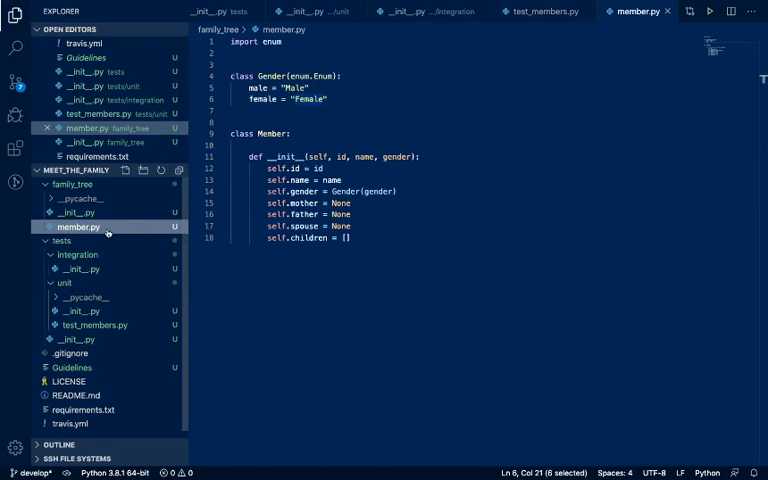 EXPLORER
__init__.py tests
__init__.py .../unit
__init__.py .../integration
test_members.py
member.py
OPEN EDITORS
travis.yml
Guidelines U
__init__.py tests U
__init__.py tests/unit U
__init__.py tests/integration U
test_members.py tests/unit U
member.py family_tree U
__init__.py family_tree U
requirements.txt
MEET_THE_FAMILY
family_tree
__pycache__
__init__.py U
member.py U
tests
integration
__init__.py U
unit
__pycache__
__init__.py U
test_members.py U
__init__.py U
.gitignore
Guidelines U
LICENSE
README.md
requirements.txt
travis.yml
OUTLINE
SSH FILE SYSTEMS
family_tree > member.py
1 import enum
2
3
4 class Gender(enum.Enum):
5 male = "Male"
6 female = "Female"
7
8
9 class Member:
10
11 def __init__(self, id, name, gender):
12 self.id = id
13 self.name = name
14 self.gender = Gender(gender)
15 self.mother = None
16 self.father = None
17 self.spouse = None
18 self.children = []
7
develop* Python 3.8.1 64-bit 0 0 Ln 6, Col 21 (6 selected) Spaces: 4 UTF-8 LF Python